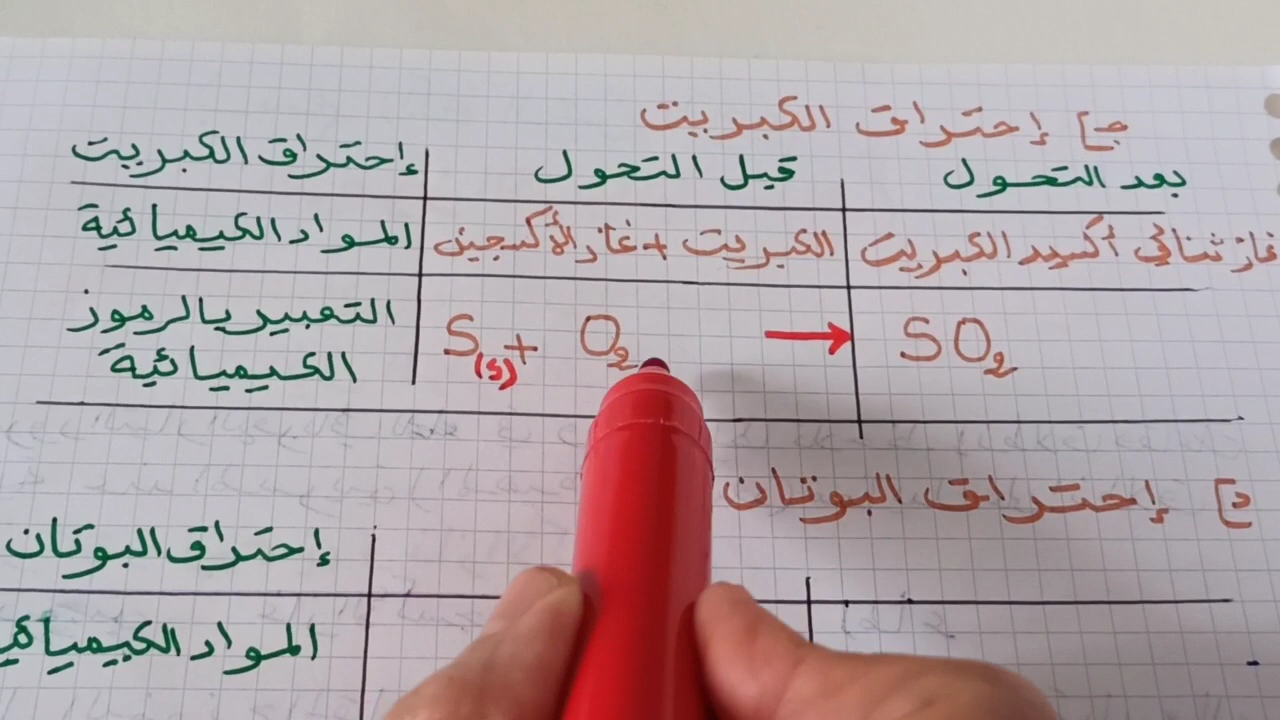 جـ] إحتراق الكبريت
إحتراق الكبريت قبل التحول بعد التحول
المواد الكيميائية الكبريت + غاز الأكسجين غاز ثنائي أكسيد الكبريت
التعبير بالرموز
الكيميائية S(s) + O2 → SO2
د] إحتراق البوتان
إحتراق البوتان
المواد الكيميائية